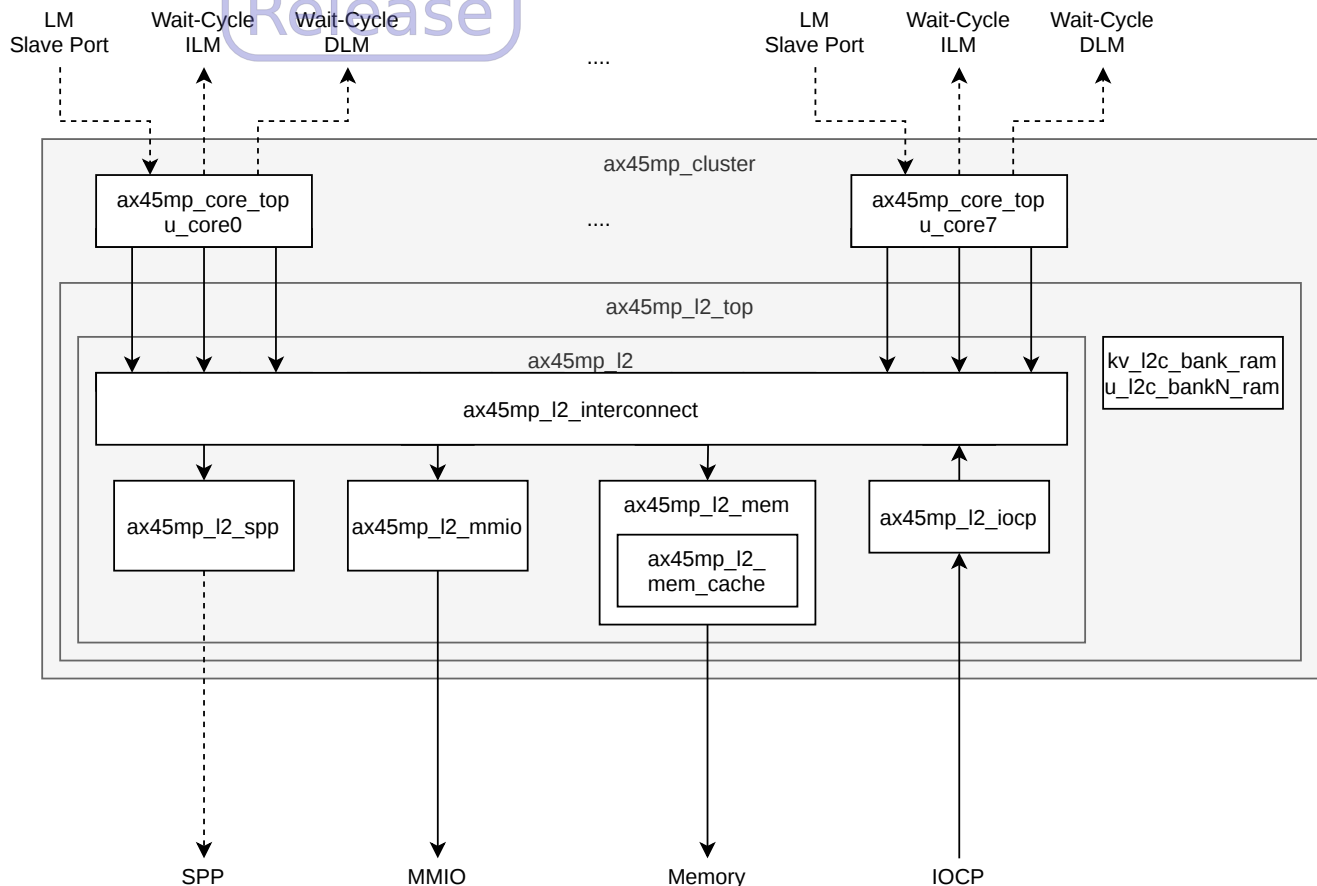 Release
LM
Slave Port
Wait-Cycle
ILM
Wait-Cycle
DLM
....
LM
Slave Port
Wait-Cycle
ILM
Wait-Cycle
DLM
ax45mp_cluster
ax45mp_core_top
u_core0
....
ax45mp_core_top
u_core7
ax45mp_l2_top
ax45mp_l2
kv_l2c_bank_ram
u_l2c_bankN_ram
ax45mp_l2_interconnect
ax45mp_l2_spp
ax45mp_l2_mmio
ax45mp_l2_mem
ax45mp_l2_
mem_cache
ax45mp_l2_iocp
SPP
MMIO
Memory
IOCP